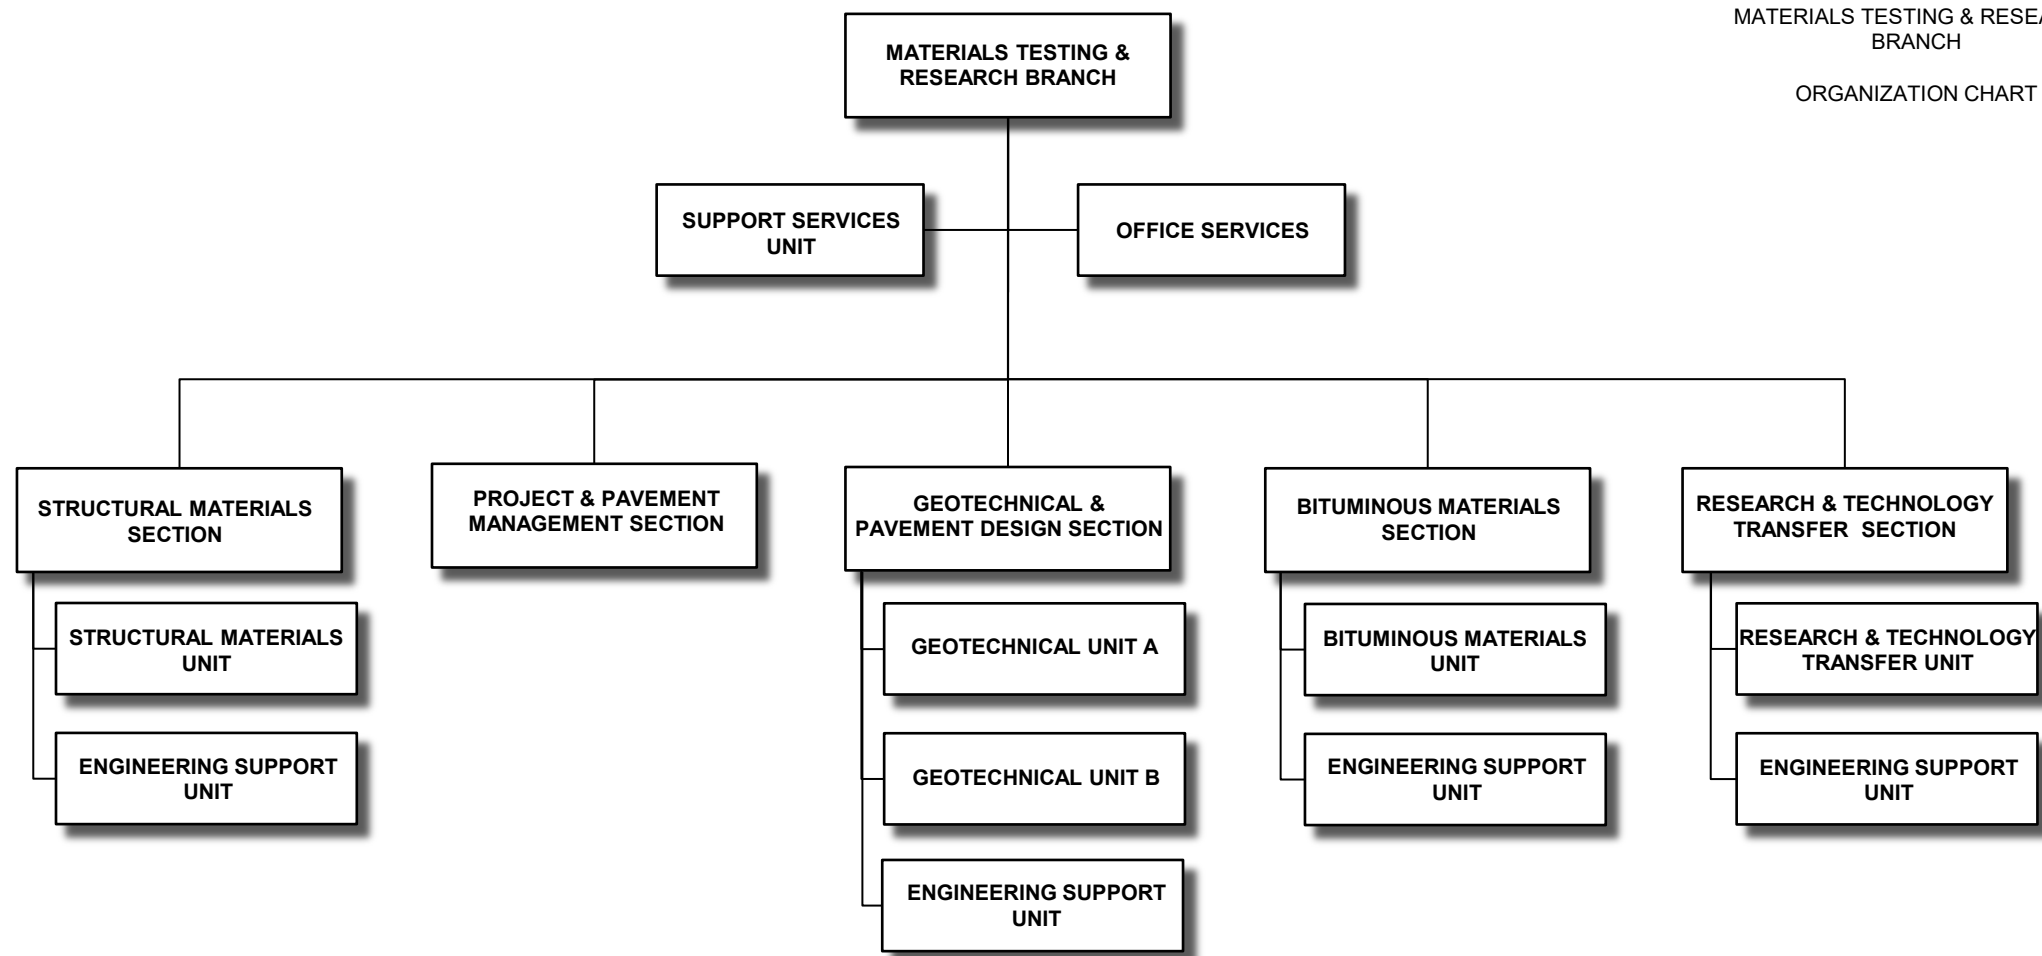 MATERIALS TESTING & RESEA
BRANCH
ORGANIZATION CHART
MATERIALS TESTING &
RESEARCH BRANCH
SUPPORT SERVICES
UNIT
OFFICE SERVICES
STRUCTURAL MATERIALS
SECTION
PROJECT & PAVEMENT
MANAGEMENT SECTION
GEOTECHNICAL &
PAVEMENT DESIGN SECTION
BITUMINOUS MATERIALS
SECTION
RESEARCH & TECHNOLOGY
TRANSFER SECTION
STRUCTURAL MATERIALS
UNIT
GEOTECHNICAL UNIT A
BITUMINOUS MATERIALS
UNIT
RESEARCH & TECHNOLOGY
TRANSFER UNIT
ENGINEERING SUPPORT
UNIT
GEOTECHNICAL UNIT B
ENGINEERING SUPPORT
UNIT
ENGINEERING SUPPORT
UNIT
ENGINEERING SUPPORT
UNIT